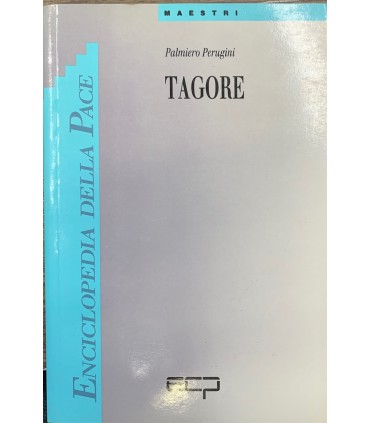 MAESTRI
Palmiero Perugini
TAGORE
ENCICLOPEDIA DELLA PACE
ECP